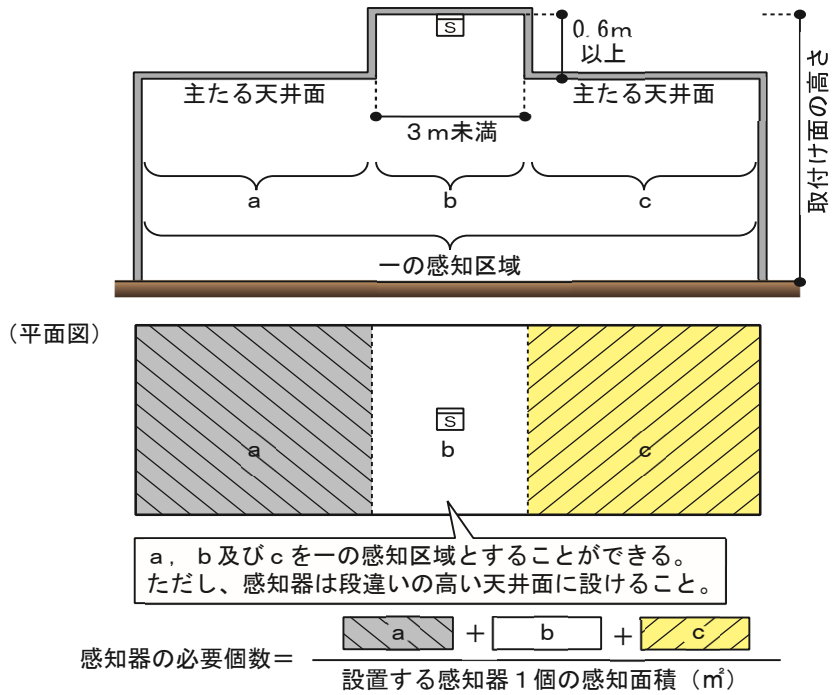 S
0.6m
以上
主たる天井面
主たる天井面
3m未満
取付け面の高さ
a
b
c
一の感知区域
(平面図)
S
a
b
c
a,b及びcを一の感知区域とすることができる。
ただし、感知器は段違いの高い天井面に設けること。
感知器の必要個数=
a + b + c
設置する感知器1個の感知面積(㎡)